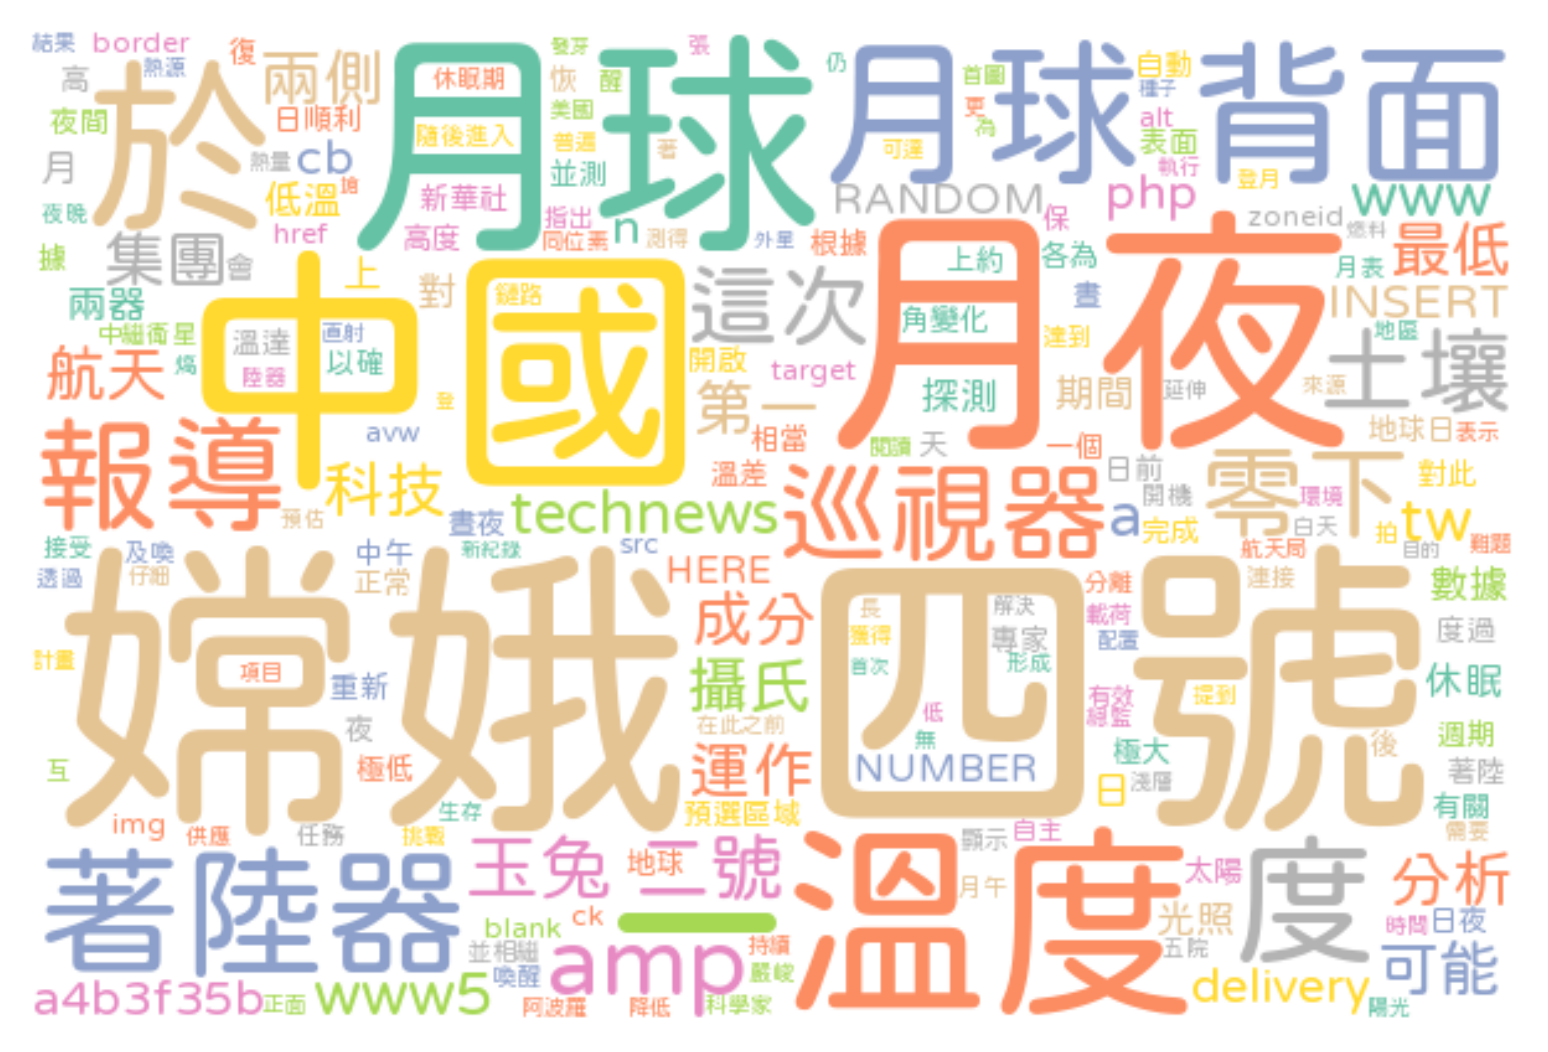 結果 border 復 兩側 月球 發芽 張 仍 月球背面
熱源 高 於 休眠期 恢 醒 首圖 自動 種子
夜間 日順利 隨後進入 美國 更 為 alt
月 熱量 cb 普遍 著 可達 表面 執行
低溫 新華社 並測 RANDOM php 登月 www
夜晚 href 高度 指出 n 保 zoneid 燃料
據 集團 會 同位素 測得 外星 根據 月夜 月表 最低
兩器 上 對 中國 鏈路 這次 上約 各為 晝 INSERT
中繼衛星 溫達 直射 角變化 達到 地區 土壤
航天 熇 陸器 以確 開啟 target 探測 期間 延伸 來源
登 第一 地球日 表示
報導 avw 相當 閱讀 天 一個
科技 溫差 巡視器 日前 零下 對此
預估 晝夜 technews 開機 環境 a 完成 白天 拍 tw
接受 及喚 中午 新紀錄 src 航天局 目的 難題
透過 仔細 正常 HERE 分離 連接 數據
嫦娥四號 成分 長 解決 載荷
計畫 獲得 專家 配置 度過
項目 重新 攝氏 首次 形成 休眠
夜 在此之前 低 有效 總監 提到 週期
互 極低 運作 無 極大 後
NUMBER 日 淺層 著陸
img 生存 預選區域 有關
供應 任務 挑戰 顯示 自主 需要
著陸器 玉兔二號 地球 溫度 太陽 度 分析
月午
blank ck 一 光照 時間 日夜
並相繼 amp 持續 五院 可能
喚醒 嚴峻 delivery
a4b3f35b 正面 www5 阿波羅 降低 科學家 陽光